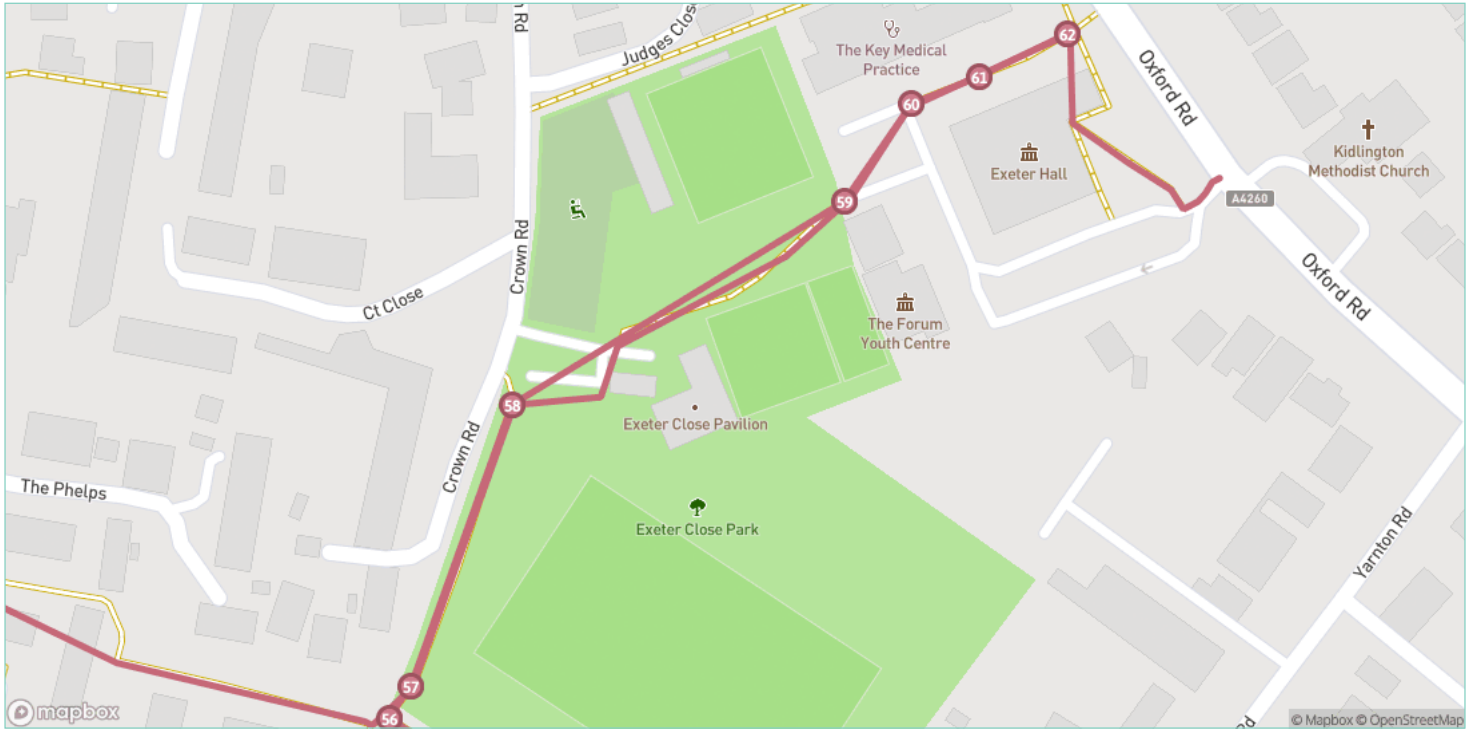 n Rd
Judges Clos
The Key Medical
Practice
62
61
60
Oxford Rd
Exeter Hall
Kidlington
Methodist Church
A4260
59
Crown Rd
Ct Close
Oxford Rd
The Forum
Youth Centre
58
Exeter Close Pavilion
Crown Rd
The Phelps
Exeter Close Park
Yarnton Rd
57
56
mapbox
Rd
© Mapbox © OpenStreetMap